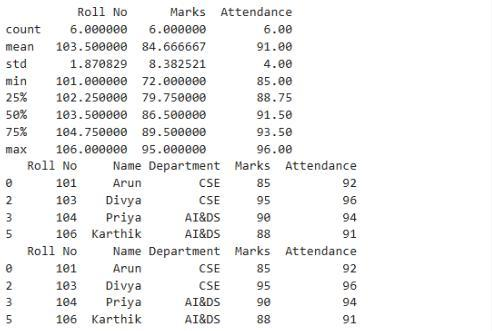 Roll No Marks Attendance
count 6.000000 6.000000 6.00
mean 103.500000 84.666667 91.00
std 1.870829 8.382521 4.00
min 101.000000 72.000000 85.00
25% 102.250000 79.750000 88.75
50% 103.500000 86.500000 91.50
75% 104.750000 89.500000 93.50
max 106.000000 95.000000 96.00
Roll No Name Department Marks Attendance
0 101 Arun CSE 85 92
2 103 Divya CSE 95 96
3 104 Priya AI&DS 90 94
5 106 Karthik AI&DS 88 91
Roll No Name Department Marks Attendance
0 101 Arun CSE 85 92
2 103 Divya CSE 95 96
3 104 Priya AI&DS 90 94
5 106 Karthik AI&DS 88 91